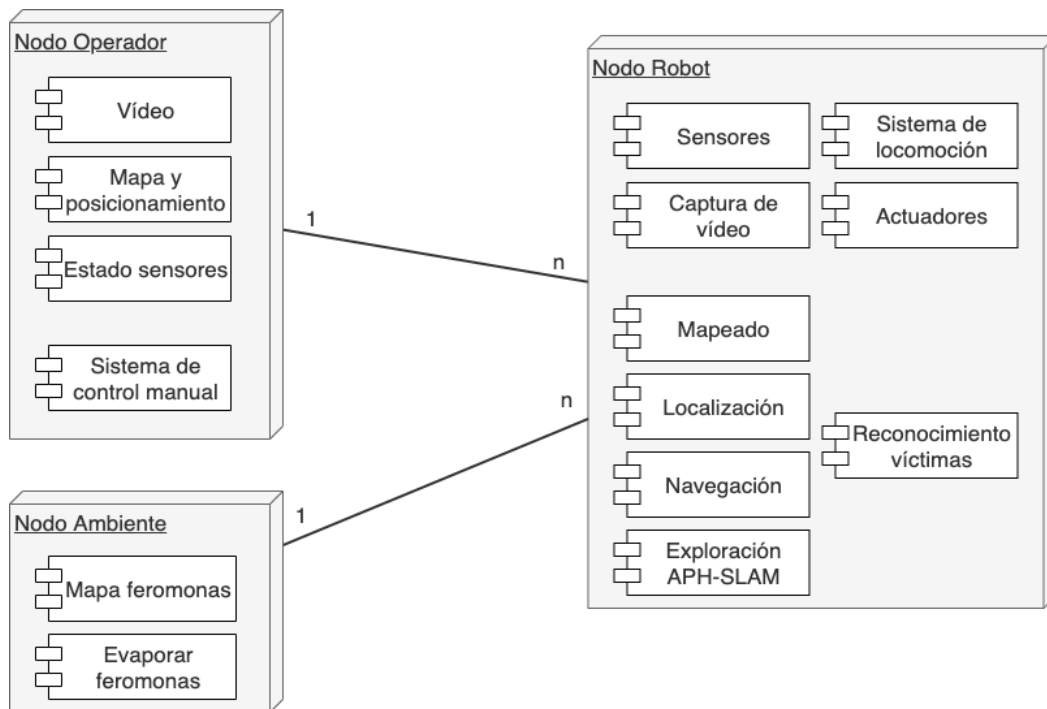 Nodo Operador
Vídeo
Mapa y
posicionamiento
Estado sensores
Sistema de
control manual
1
n
Nodo Robot
Sensores
Sistema de
locomoción
Captura de
vídeo
Actuadores
Mapeado
Localización
Reconocimiento
víctimas
Navegación
Exploración
APH-SLAM
n
1
Nodo Ambiente
Mapa feromonas
Evaporar
feromonas